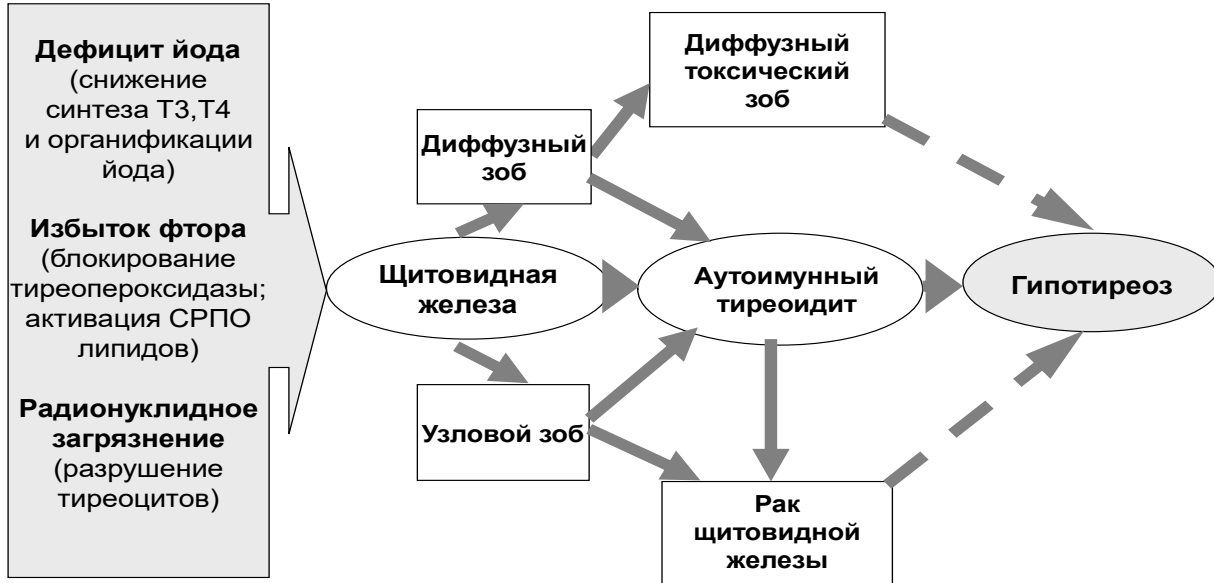 Дефицит йода
(снижение
синтеза Т3,Т4
и органификации
йода)
Избыток фтора
(блокирование
тиреопероксидазы;
активация СРПО
липидов)
Радионуклидное
загрязнение
(разрушение
тиреоцитов)
Диффузный
токсический
зоб
Диффузный
зоб
Щитовидная
железа
Аутоимунный
тиреоидит
Гипотиреоз
Узловой зоб
Рак
щитовидной
железы